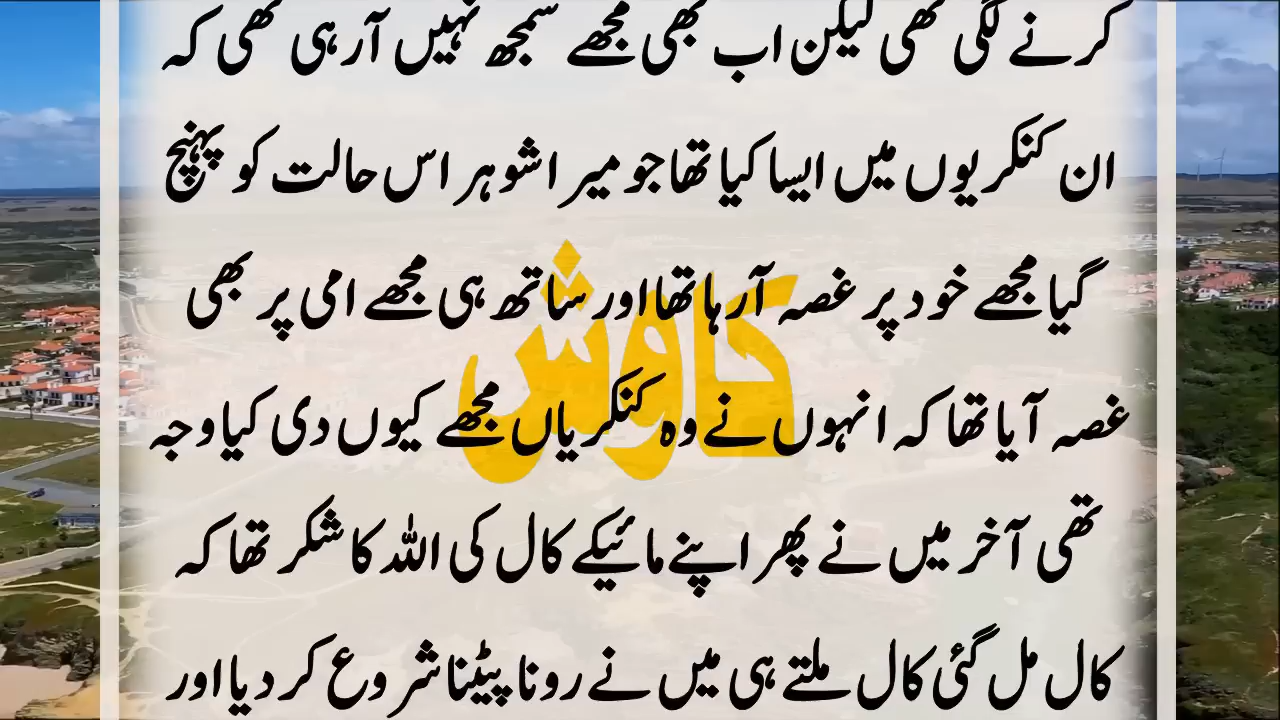 کرنے لگی تھی لیکن اب بھی مجھے سمجھ نہیں آرہی تھی کہ
ان کنکریوں میں ایسا کیا تھا جو میرا شوہر اس حالت کو پہنچ
گیا مجھے خود پر غصہ آرہا تھا اور ساتھ ہی مجھے امی پر بھی
غصہ آیا تھا کہ انہوں نے وہ کنکریاں مجھے کیوں دی کیا وجہ
تھی آخر میں نے پھر اپنے مائیکے کال کی اللہ کا شکر تھا کہ
کال مل گئی کال ملتے ہی میں نے رونا پیٹنا شروع کر دیا اور
کاوش